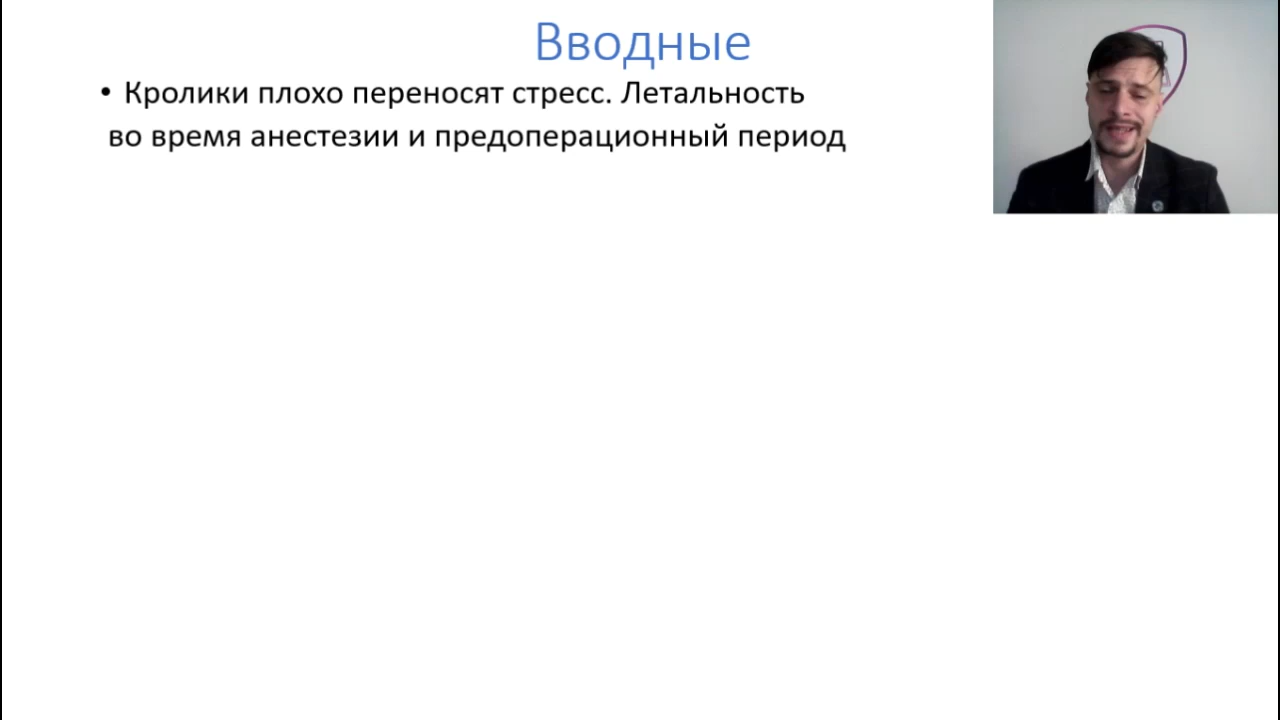 Вводные
• Кролики плохо переносят стресс. Летальность
во время анестезии и предоперационный период